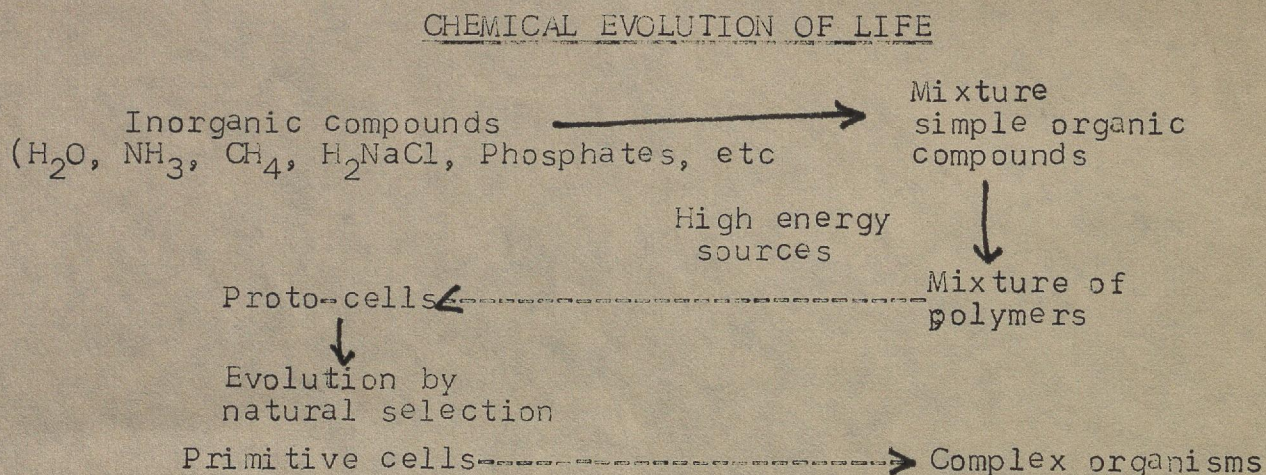 CHEMICAL EVOLUTION OF LIFE
Inorganic compounds
(H₂O, NH₃, CH₄, H₂NaCl, Phosphates, etc
Mixture
simple organic
compounds
High energy
sources
Mixture of
polymers
Proto-cells
Evolution by
natural selection
Primitive cells
Complex organisms